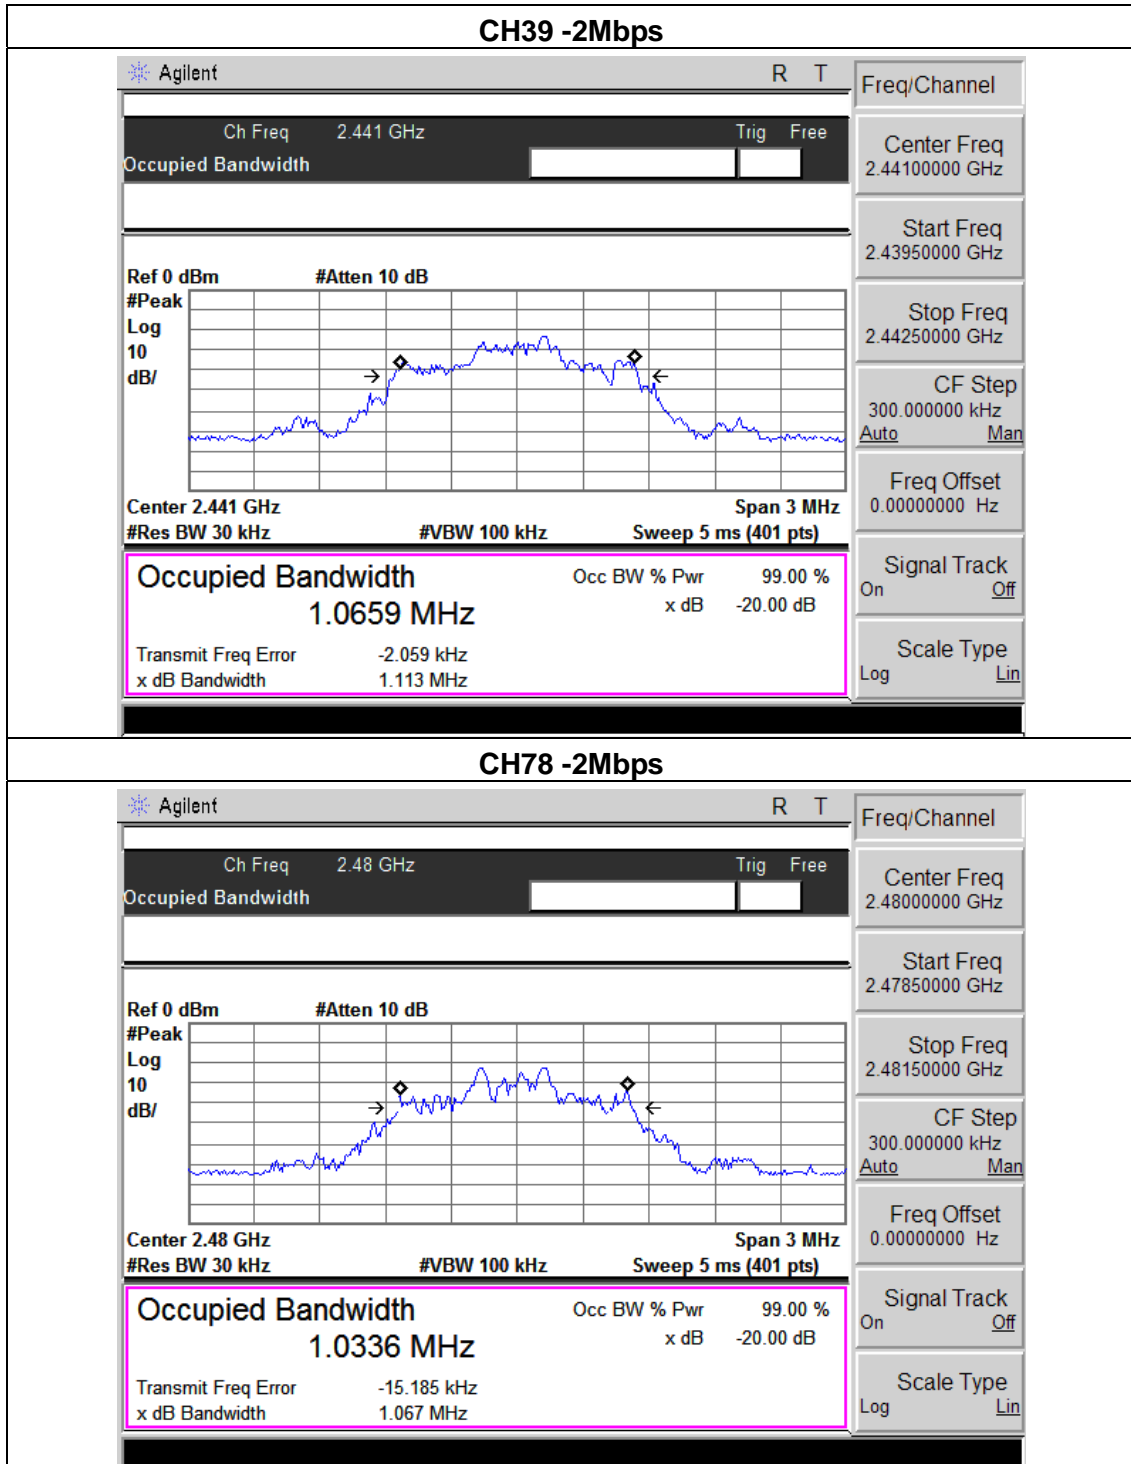 CH39 -2Mbps
Agilent R T
Freq/Channel
Ch Freq 2.441 GHz Trig Free
Occupied Bandwidth
Center Freq
2.44100000 GHz
Start Freq
2.43950000 GHz
Stop Freq
2.44250000 GHz
CF Step
300.000000 kHz
Auto Man
Freq Offset
0.00000000 Hz
Signal Track
On Off
Scale Type
Log Lin
Ref 0 dBm #Atten 10 dB
#Peak
Log
10
dB/
Center 2.441 GHz Span 3 MHz
#Res BW 30 kHz #VBW 100 kHz Sweep 5 ms (401 pts)
Occupied Bandwidth Occ BW % Pwr 99.00 %
1.0659 MHz x dB -20.00 dB
Transmit Freq Error -2.059 kHz
x dB Bandwidth 1.113 MHz
CH78 -2Mbps
Agilent R T
Freq/Channel
Ch Freq 2.48 GHz Trig Free
Occupied Bandwidth
Center Freq
2.48000000 GHz
Start Freq
2.47850000 GHz
Stop Freq
2.48150000 GHz
CF Step
300.000000 kHz
Auto Man
Freq Offset
0.00000000 Hz
Signal Track
On Off
Scale Type
Log Lin
Ref 0 dBm #Atten 10 dB
#Peak
Log
10
dB/
Center 2.48 GHz Span 3 MHz
#Res BW 30 kHz #VBW 100 kHz Sweep 5 ms (401 pts)
Occupied Bandwidth Occ BW % Pwr 99.00 %
1.0336 MHz x dB -20.00 dB
Transmit Freq Error -15.185 kHz
x dB Bandwidth 1.067 MHz